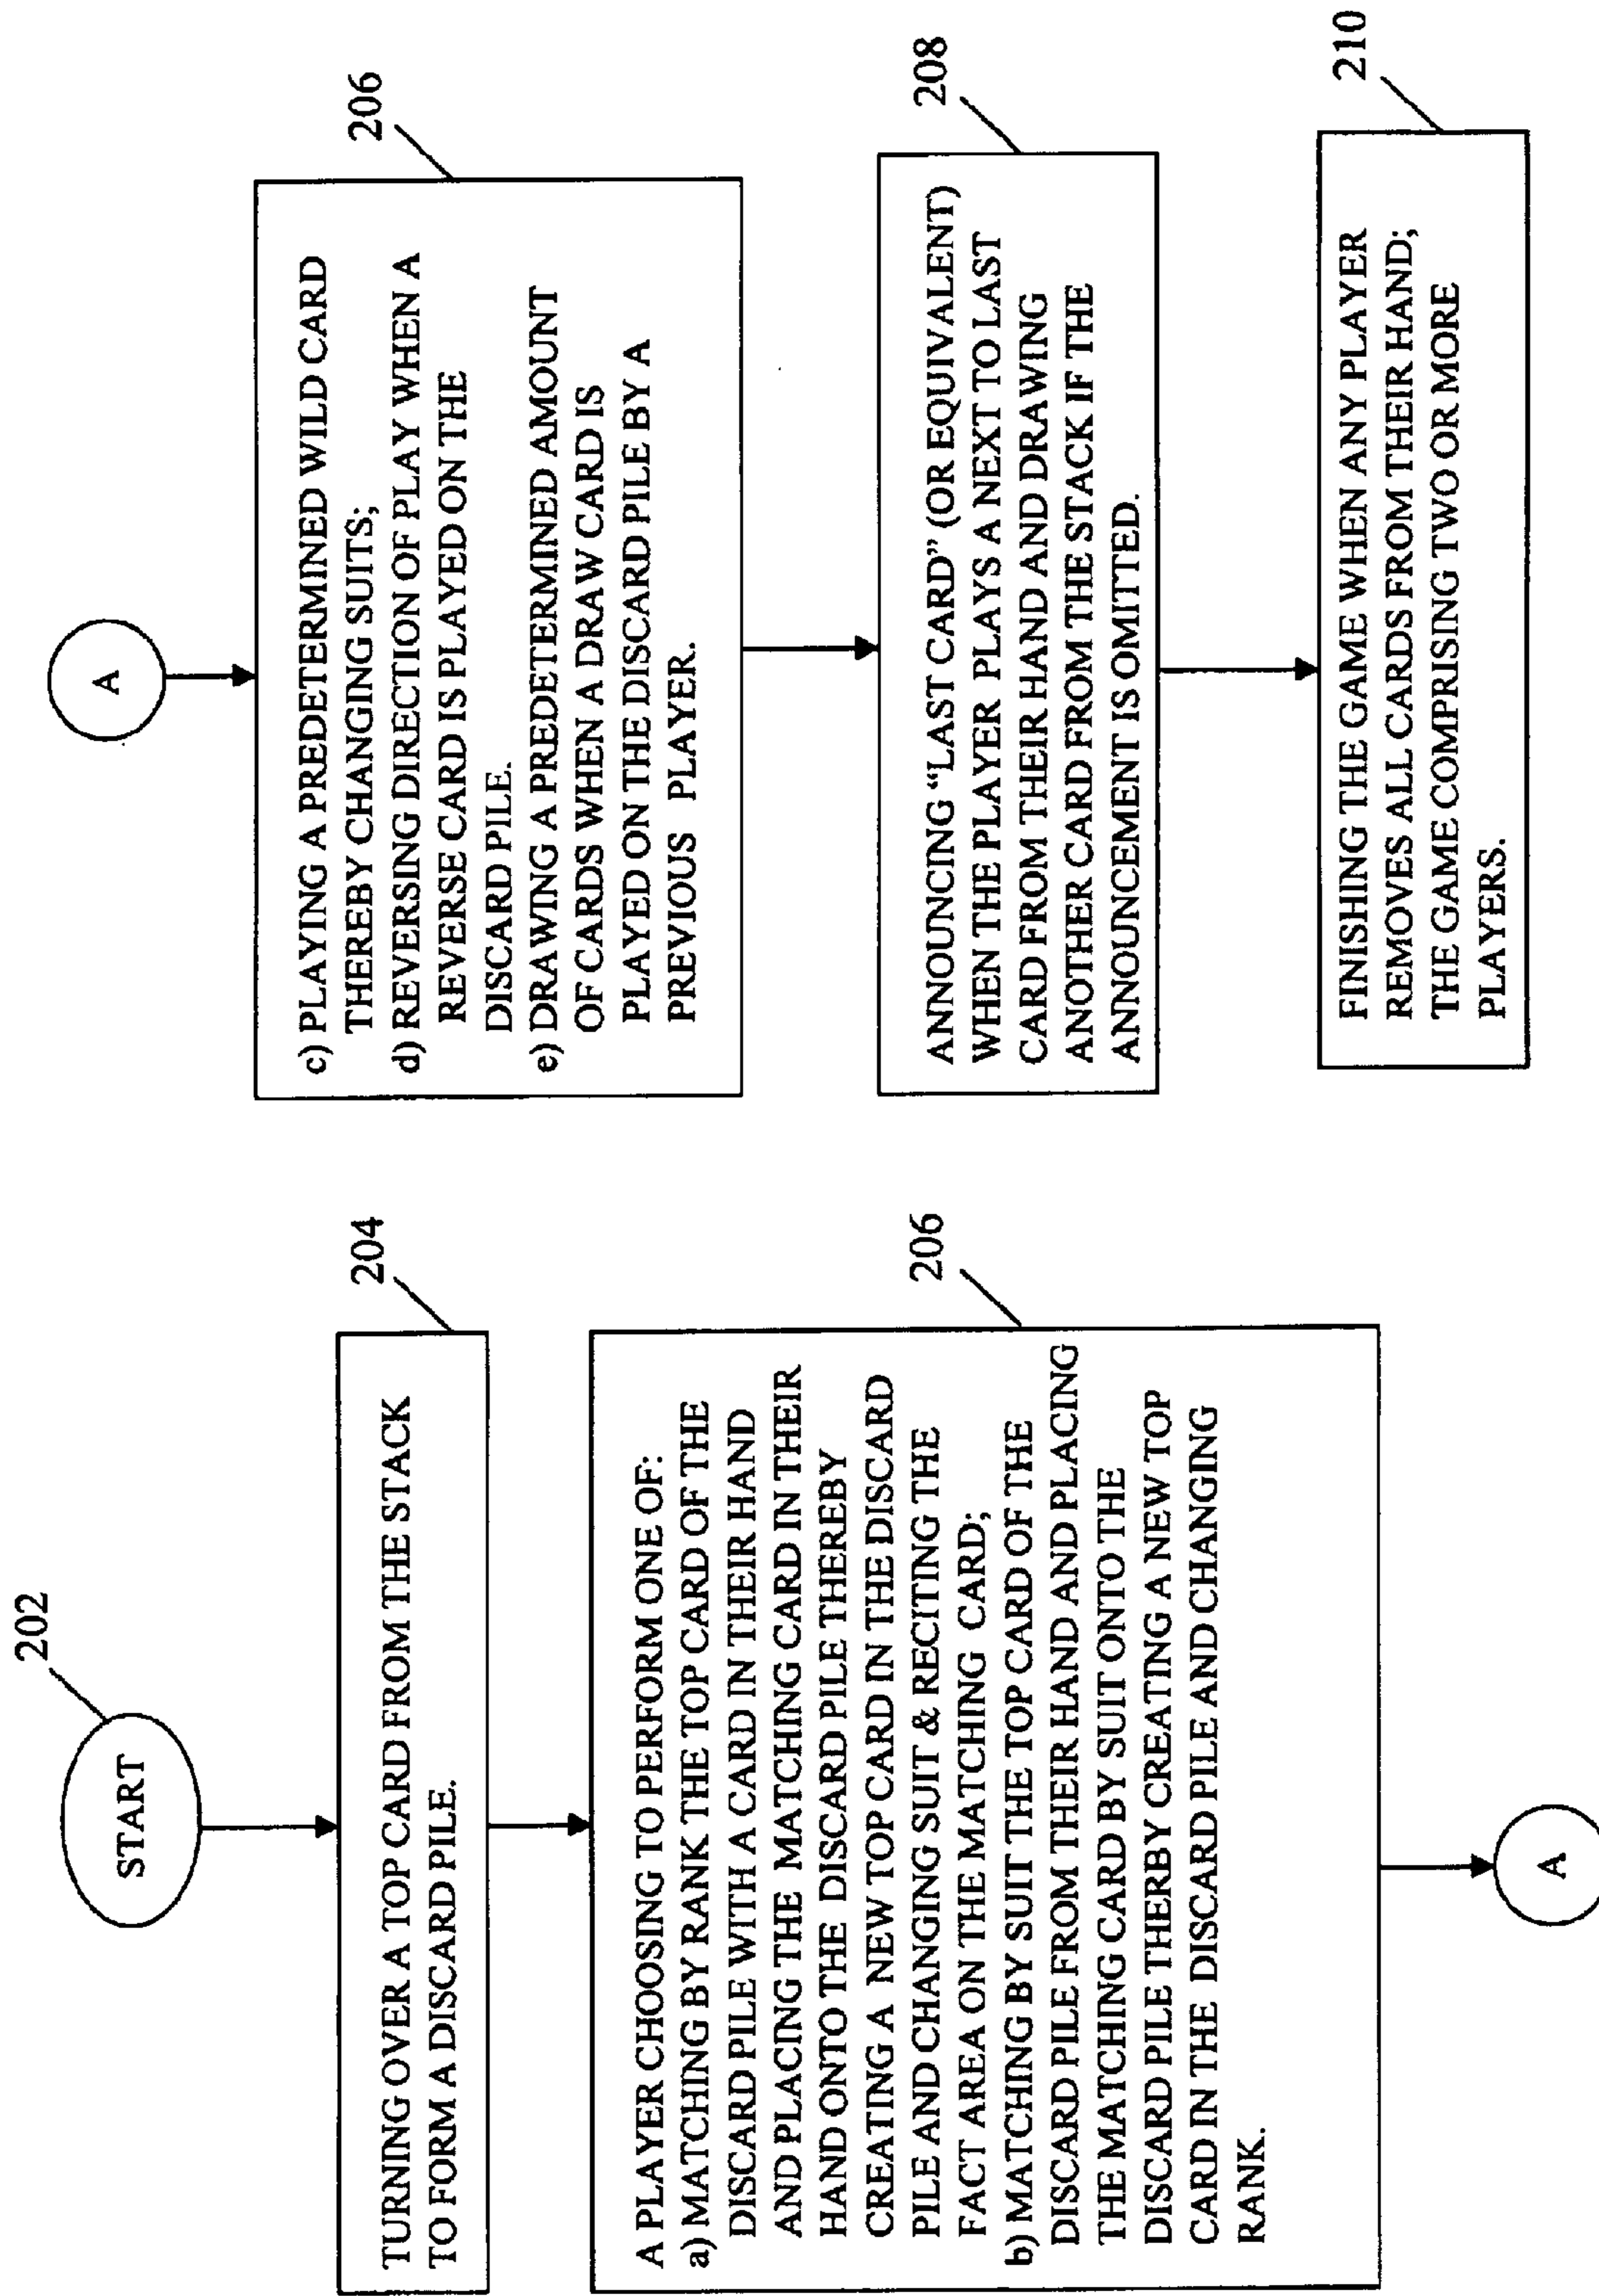 202
START
204
TURNING OVER A TOP CARD FROM THE STACK
TO FORM A DISCARD PILE.
206
A PLAYER CHOOSING TO PERFORM ONE OF:
a) MATCHING BY RANK THE TOP CARD OF THE
DISCARD PILE WITH A CARD IN THEIR HAND
AND PLACING THE MATCHING CARD IN THEIR
HAND ONTO THE DISCARD PILE THEREBY
CREATING A NEW TOP CARD IN THE DISCARD
PILE AND CHANGING SUIT & RECITING THE
FACT AREA ON THE MATCHING CARD;
b) MATCHING BY SUIT THE TOP CARD OF THE
DISCARD PILE FROM THEIR HAND AND PLACING
THE MATCHING CARD BY SUIT ONTO THE
DISCARD PILE THEREBY CREATING A NEW TOP
CARD IN THE DISCARD PILE AND CHANGING
RANK.
A
A
206
c) PLAYING A PREDETERMINED WILD CARD
THEREBY CHANGING SUITS;
d) REVERSING DIRECTION OF PLAY WHEN A
REVERSE CARD IS PLAYED ON THE
DISCARD PILE.
e) DRAWING A PREDETERMINED AMOUNT
OF CARDS WHEN A DRAW CARD IS
PLAYED ON THE DISCARD PILE BY A
PREVIOUS PLAYER.
208
ANNOUNCING “LAST CARD” (OR EQUIVALENT)
WHEN THE PLAYER PLAYS A NEXT TO LAST
CARD FROM THEIR HAND AND DRAWING
ANOTHER CARD FROM THE STACK IF THE
ANNOUNCEMENT IS OMITTED.
210
FINISHING THE GAME WHEN ANY PLAYER
REMOVES ALL CARDS FROM THEIR HAND;
THE GAME COMPRISING TWO OR MORE
PLAYERS.